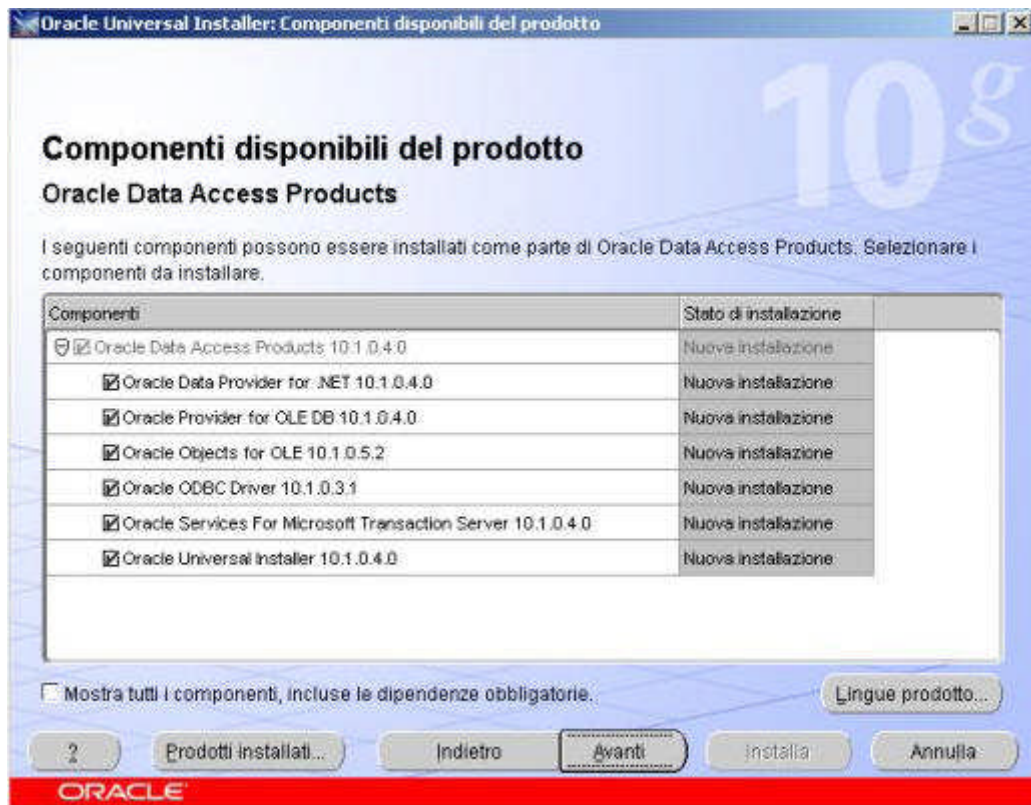 Oracle Universal Installer: Componenti disponibili del prodotto
10g
Componenti disponibili del prodotto
Oracle Data Access Products
I seguenti componenti possono essere installati come parte di Oracle Data Access Products. Selezionare i
componenti da installare.
Componenti Stato di installazione
Oracle Data Access Products 10.1.0.4.0 Nuova installazione
Oracle Data Provider for .NET 10.1.0.4.0 Nuova installazione
Oracle Provider for OLE DB 10.1.0.4.0 Nuova installazione
Oracle Objects for OLE 10.1.0.5.2 Nuova installazione
Oracle ODBC Driver 10.1.0.3.1 Nuova installazione
Oracle Services For Microsoft Transaction Server 10.1.0.4.0 Nuova installazione
Oracle Universal Installer 10.1.0.4.0 Nuova installazione
Mostra tutti i componenti, incluse le dipendenze obbligatorie. Lingue prodotto...
? Prodotti installati... Indietro Avanti Installa Annulla
ORACLE